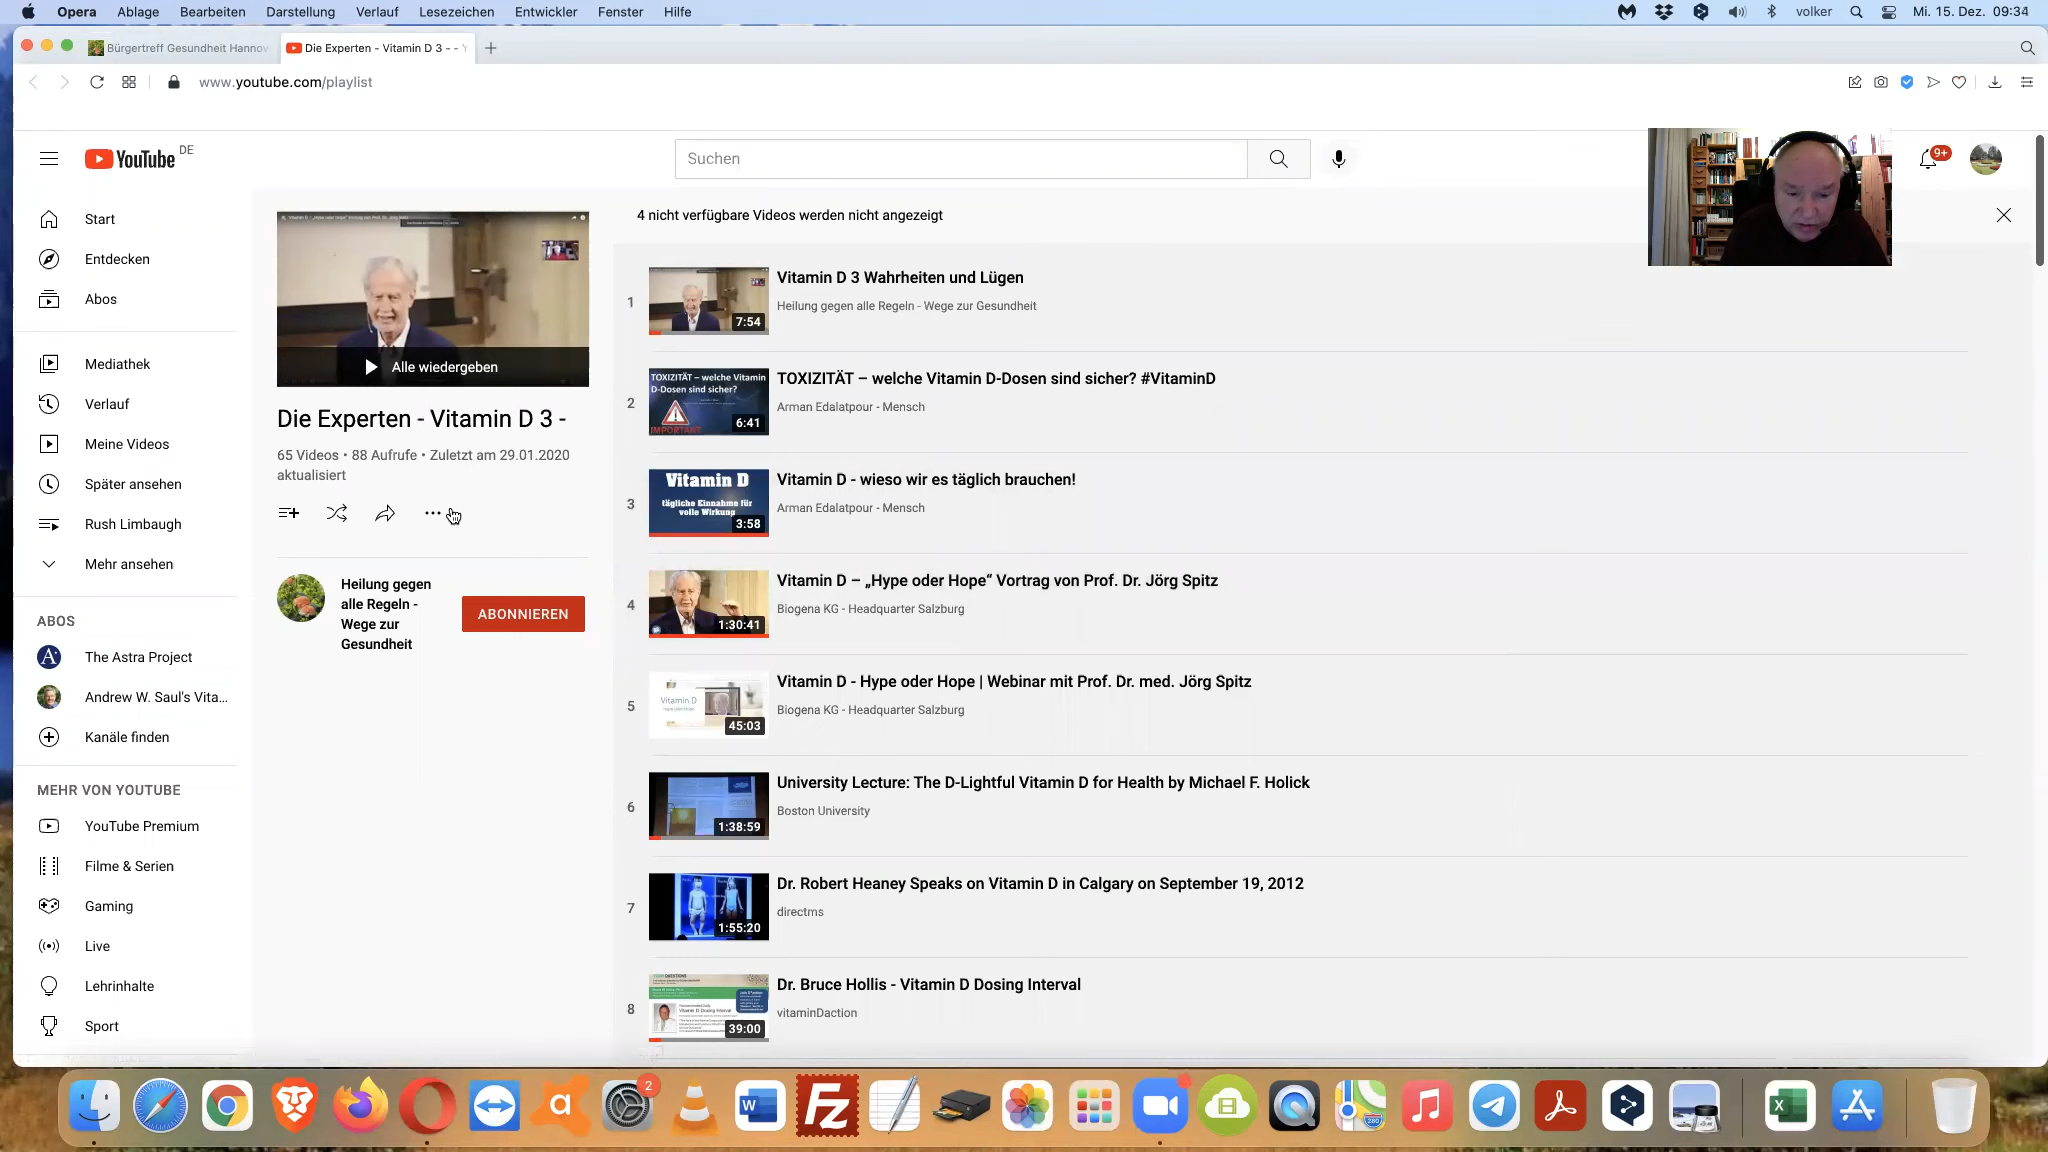 Opera Ablage Bearbeiten Darstellung Verlauf Lesezeichen Entwickler Fenster Hilfe volker Mi. 15. Dez. 09:34
Bürgertreff Gesundheit Hannov Die Experten - Vitamin D 3 - -
www.youtube.com/playlist
YouTube DE
Suchen
9+
Start
Entdecken
Abos
Mediathek
Verlauf
Meine Videos
Später ansehen
Rush Limbaugh
Mehr ansehen
ABOS
The Astra Project
Andrew W. Saul's Vita...
Kanäle finden
MEHR VON YOUTUBE
YouTube Premium
Filme & Serien
Gaming
Live
Lehrinhalte
Sport
Alle wiedergeben
Die Experten - Vitamin D 3 -
65 Videos • 88 Aufrufe • Zuletzt am 29.01.2020
aktualisiert
Heilung gegen
alle Regeln -
Wege zur
Gesundheit
ABONNIEREN
4 nicht verfügbare Videos werden nicht angezeigt
1
7:54
Vitamin D 3 Wahrheiten und Lügen
Heilung gegen alle Regeln - Wege zur Gesundheit
2
TOXIZITÄT – welche Vitamin
D-Dosen sind sicher?
IMPORTANT
6:41
TOXIZITÄT – welche Vitamin D-Dosen sind sicher? #VitaminD
Arman Edalatpour - Mensch
3
Vitamin D
tägliche Einnahme für
volle Wirkung
3:58
Vitamin D - wieso wir es täglich brauchen!
Arman Edalatpour - Mensch
4
1:30:41
Vitamin D – „Hype oder Hope“ Vortrag von Prof. Dr. Jörg Spitz
Biogena KG - Headquarter Salzburg
5
Vitamin D
45:03
Vitamin D - Hype oder Hope | Webinar mit Prof. Dr. med. Jörg Spitz
Biogena KG - Headquarter Salzburg
6
1:38:59
University Lecture: The D-Lightful Vitamin D for Health by Michael F. Holick
Boston University
7
1:55:20
Dr. Robert Heaney Speaks on Vitamin D in Calgary on September 19, 2012
directms
8
Vitamin D Dosing Interval
39:00
Dr. Bruce Hollis - Vitamin D Dosing Interval
vitaminDaction
2
W
Fz
280
X